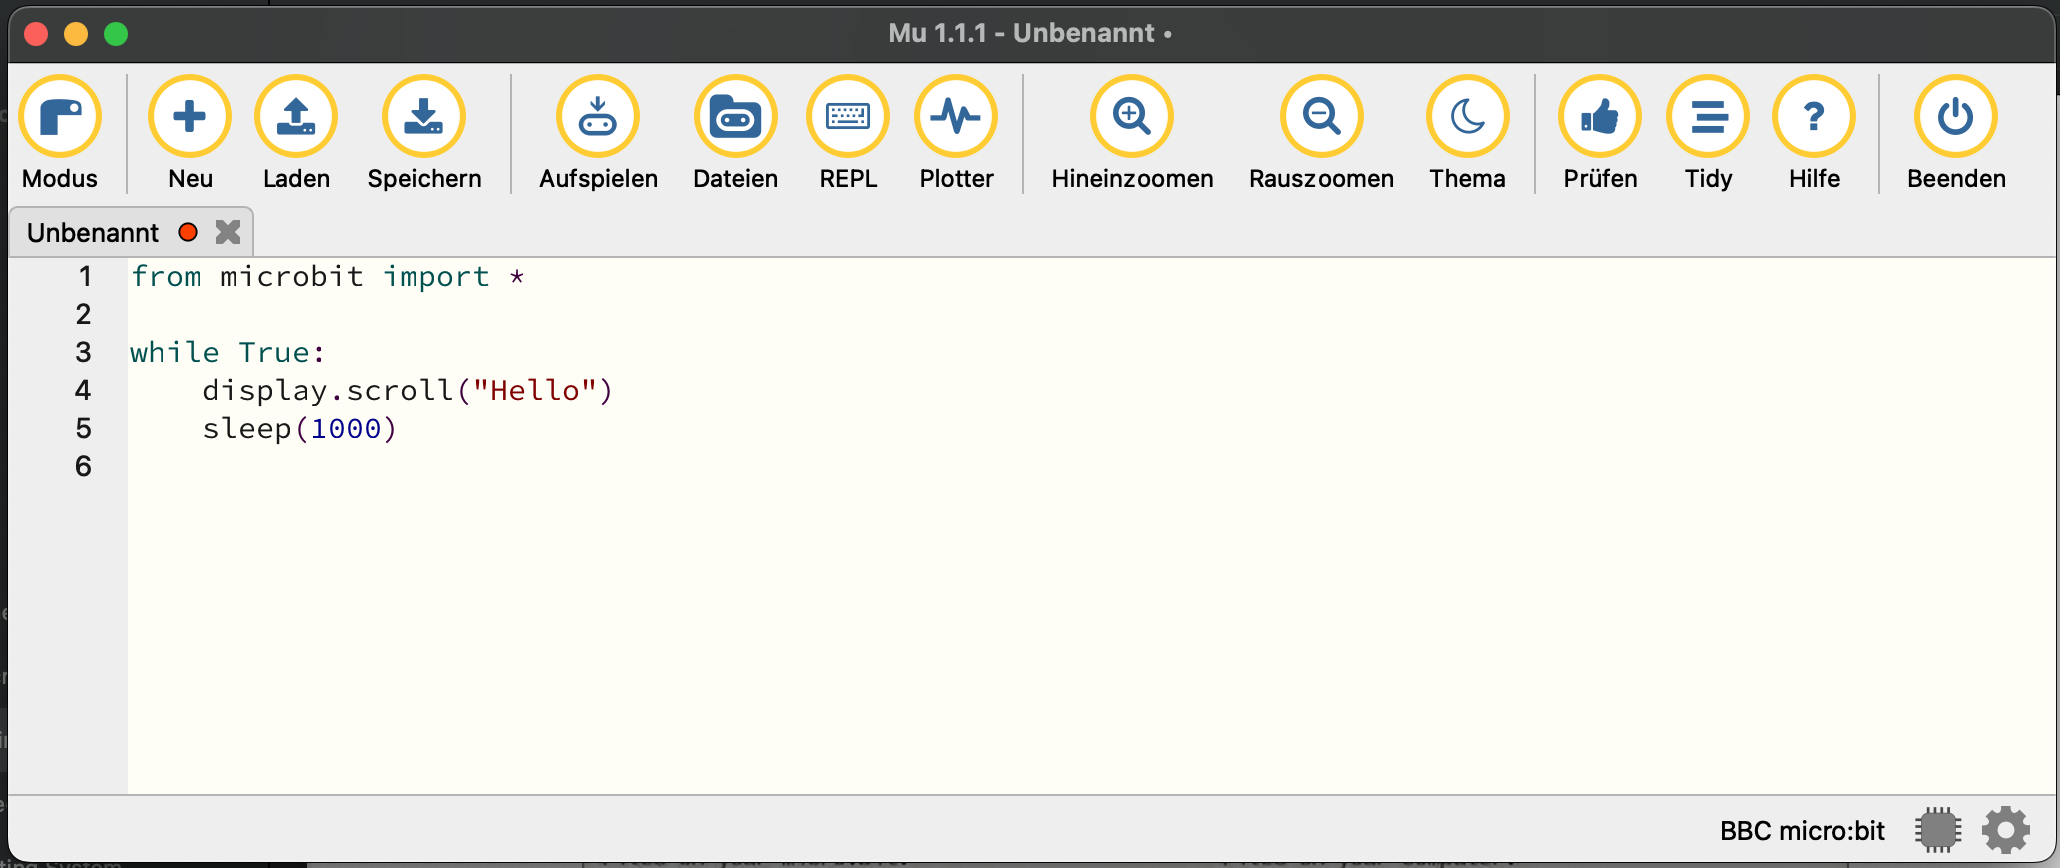 Mu 1.1.1 - Unbenannt •
Modus Neu Laden Speichern Aufspielen Dateien REPL Plotter Hineinzoomen Rauszoomen Thema Prüfen Tidy Hilfe Beenden
Unbenannt
1 from microbit import *
2
3 while True:
4     display.scroll("Hello")
5     sleep(1000)
6
BBC micro:bit